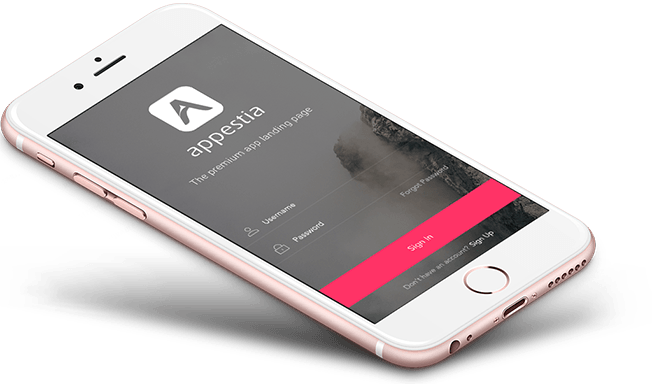 appestia
The premium app landing page
Username
Password
Forgot Password
Sign In
Don't have an account? Sign Up